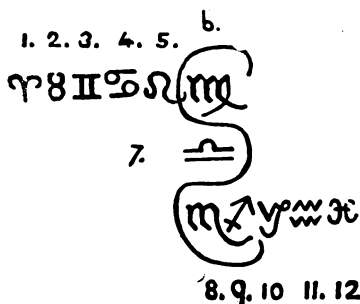 6.
1. 2. 3. 4. 5.
♈ ♉ ♊ ♋ ♌ ♍
7. ♎
♏ ♐ ♑ ♒ ♓
8. 9. 10 11. 12